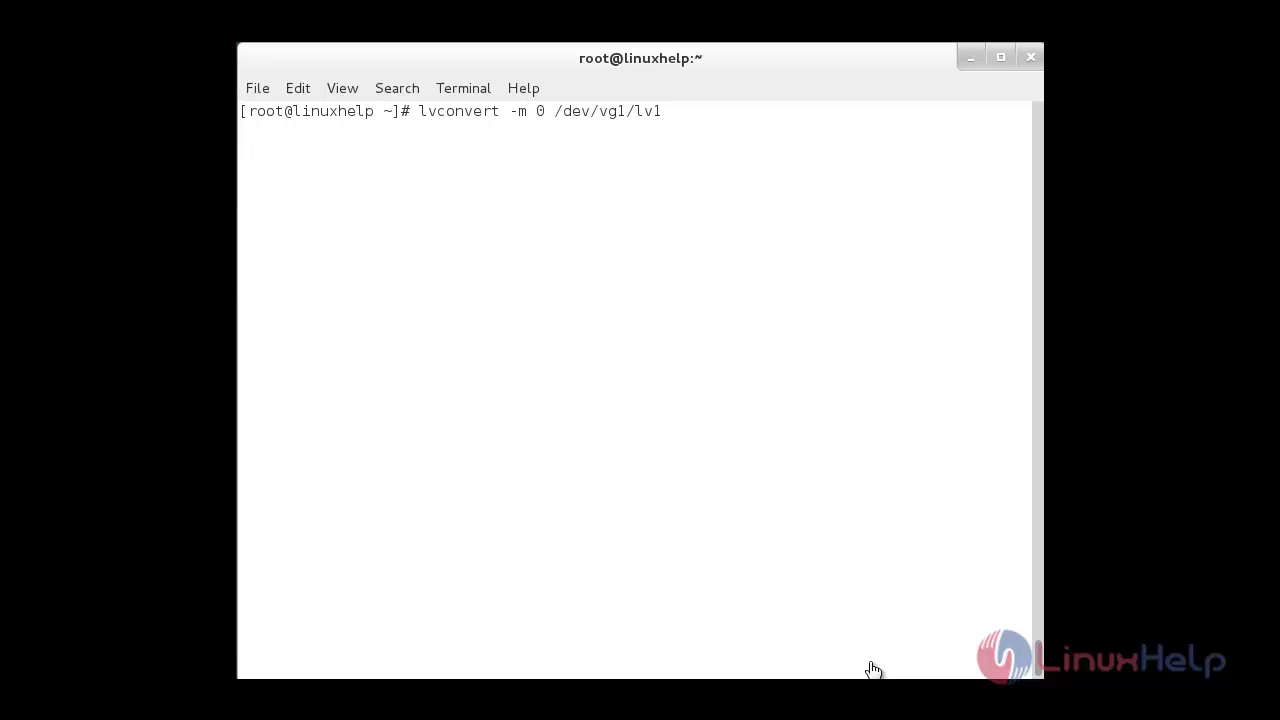 root@linuxhelp:~
File Edit View Search Terminal Help
[root@linuxhelp ~]# lvconvert -m 0 /dev/vg1/lv1
LinuxHelp